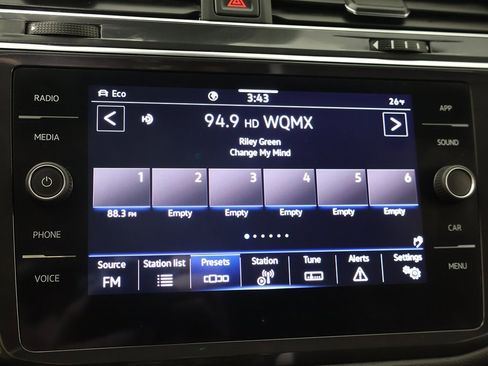 Eco
3:43
26°F
RADIO
MEDIA
PHONE
VOICE
APP
SOUND
CAR
MENU
94.9 HD WQMX
Riley Green
Change My Mind
1 2 3 4 5 6
88.3 FM Empty Empty Empty Empty Empty
Source Station list Presets Station Tune Alerts Settings
FM